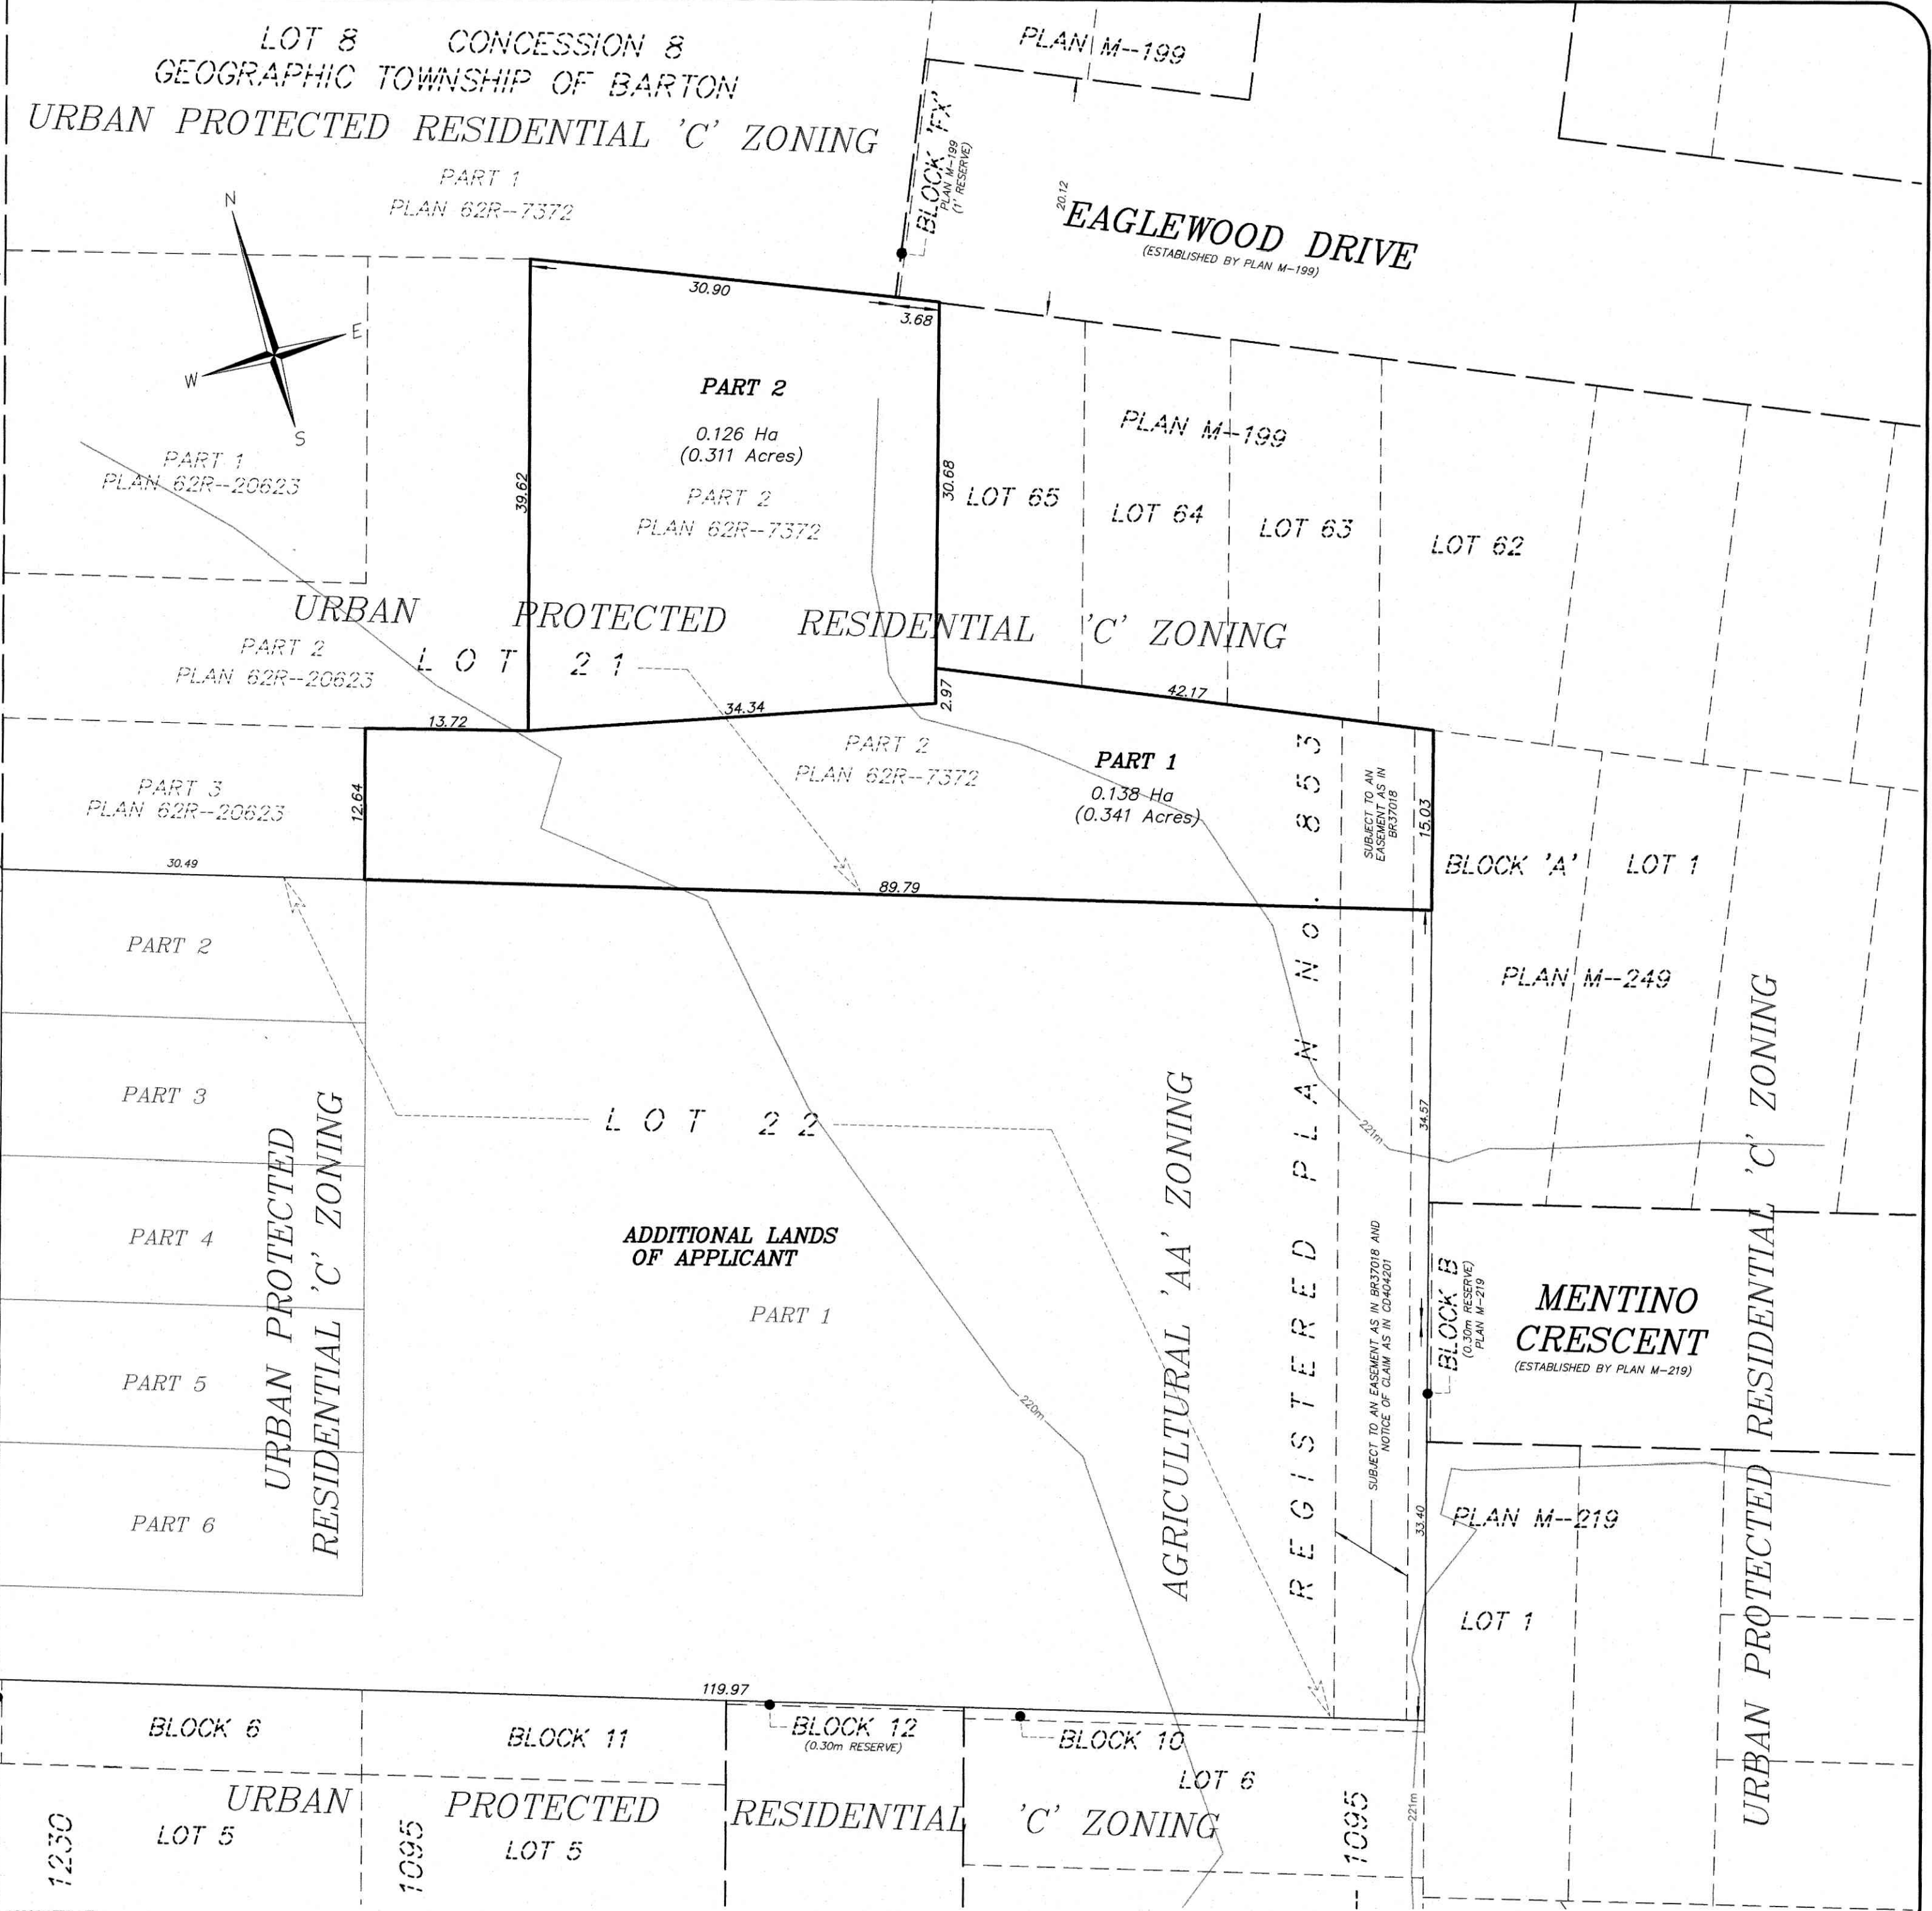 LOT 8 CONCESSION 8
GEOGRAPHIC TOWNSHIP OF BARTON
URBAN PROTECTED RESIDENTIAL 'C' ZONING
PART 1
PLAN 62R--7372
PLAN M--199
BLOCK 'FX'
PLAN M-199
(1' RESERVE)
20.12
EAGLEWOOD DRIVE
(ESTABLISHED BY PLAN M-199)
N
E
W
S
30.90
3.68
PART 2
0.126 Ha
(0.311 Acres)
PART 2
PLAN 62R--7372
39.62
30.68
PLAN M--199
LOT 65
LOT 64
LOT 63
LOT 62
PART 1
PLAN 62R--20623
URBAN PROTECTED RESIDENTIAL 'C' ZONING
PART 2
PLAN 62R--20623
LOT 21
13.72
34.34
2.97
42.17
PART 2
PLAN 62R--7372
PART 1
0.138 Ha
(0.341 Acres)
SUBJECT TO AN
EASEMENT AS IN
BR37018
15.03
PART 3
PLAN 62R--20623
12.64
30.49
89.79
BLOCK 'A'
LOT 1
PLAN M--249
REGISTERED PLAN No. 853
PART 2
PART 3
PART 4
PART 5
PART 6
URBAN PROTECTED
RESIDENTIAL 'C' ZONING
LOT 22
34.57
221m
ADDITIONAL LANDS
OF APPLICANT
PART 1
220m
AGRICULTURAL 'AA' ZONING
SUBJECT TO AN EASEMENT AS IN BR37018 AND
NOTICE OF CLAIM AS IN CD404201
BLOCK B
(0.30m RESERVE)
PLAN M-219
MENTINO
CRESCENT
(ESTABLISHED BY PLAN M-219)
URBAN PROTECTED RESIDENTIAL 'C' ZONING
33.40
PLAN M--219
LOT 1
119.97
BLOCK 6
BLOCK 11
BLOCK 12
(0.30m RESERVE)
BLOCK 10
LOT 6
URBAN PROTECTED RESIDENTIAL 'C' ZONING
LOT 5
LOT 5
1230
1095
1095
221m